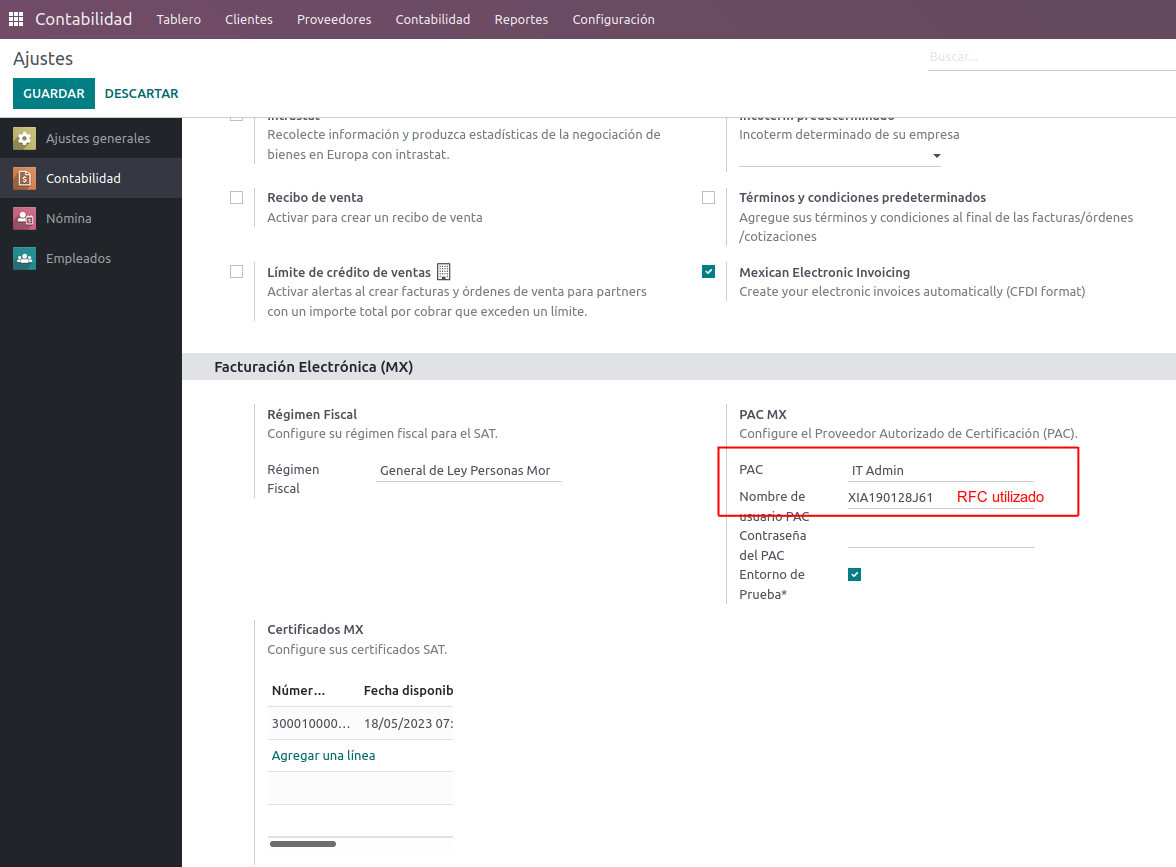 Contabilidad Tablero Clientes Proveedores Contabilidad Reportes Configuración
Ajustes
Buscar...
GUARDAR DESCARTAR
Ajustes generales
Contabilidad
Nómina
Empleados
Intrastat
Recolecte información y produzca estadísticas de la negociación de
bienes en Europa con intrastat.
Incoterm predeterminado
Incoterm determinado de su empresa
Recibo de venta
Activar para crear un recibo de venta
Términos y condiciones predeterminados
Agregue sus términos y condiciones al final de las facturas/órdenes
/cotizaciones
Límite de crédito de ventas
Activar alertas al crear facturas y órdenes de venta para partners
con un importe total por cobrar que exceden un límite.
Mexican Electronic Invoicing
Create your electronic invoices automatically (CFDI format)
Facturación Electrónica (MX)
Régimen Fiscal
Configure su régimen fiscal para el SAT.
Régimen
Fiscal
General de Ley Personas Mor
PAC MX
Configure el Proveedor Autorizado de Certificación (PAC).
PAC IT Admin
Nombre de XIA190128J61 RFC utilizado
usuario PAC
Contraseña
del PAC
Entorno de
Prueba*
Certificados MX
Configure sus certificados SAT.
Númer... Fecha disponib
300010000... 18/05/2023 07:
Agregar una línea